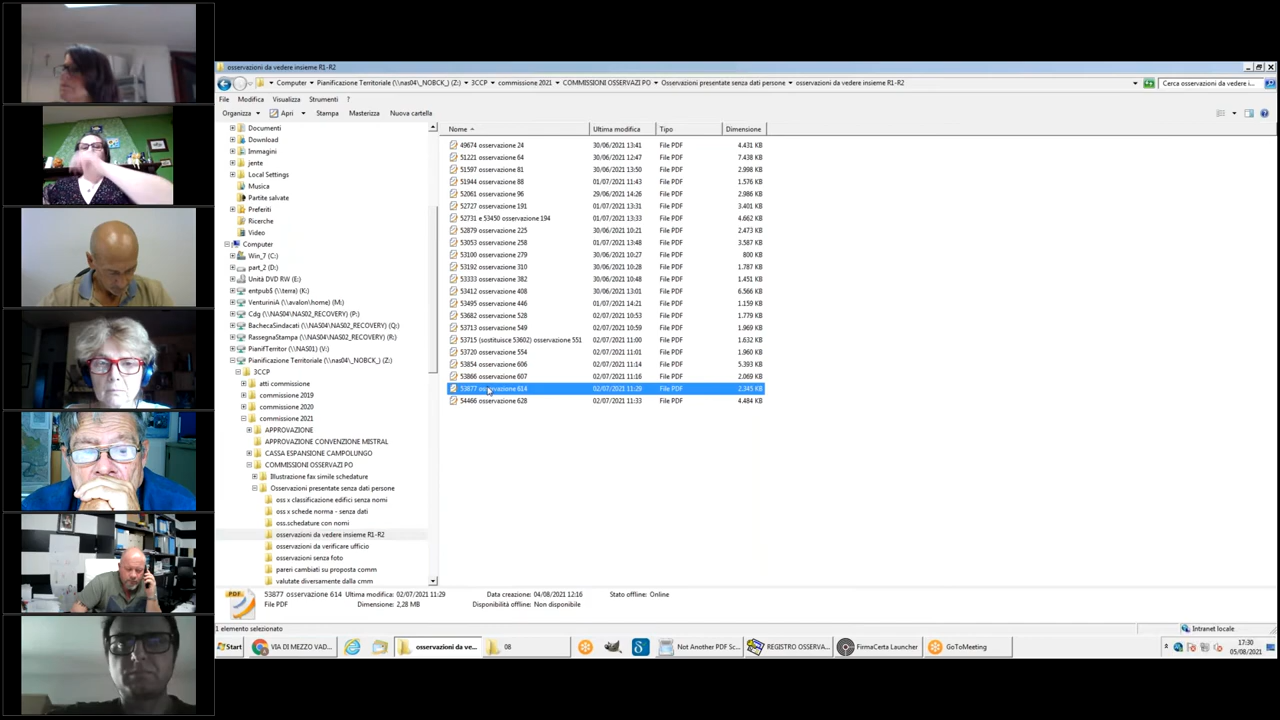 osservazioni da vedere insieme R1-R2
Computer ▸ Pianificazione Territoriale (\\nas04\_NOBCK_) (Z:) ▸ 3CCP ▸ commissione 2021 ▸ COMMISSIONI OSSERVAZI PO ▸ Osservazioni presentate senza dati persone ▸ osservazioni da vedere insieme R1-R2
Cerca osservazioni da vedere i...
File Modifica Visualizza Strumenti ?
Organizza Apri Stampa Masterizza Nuova cartella
Documenti
Download
Immagini
jente
Local Settings
Musica
Partite salvate
Preferiti
Ricerche
Video
Computer
Win_7 (C:)
part_2 (D:)
Unità DVD RW (E:)
entpub$ (\\terra) (K:)
VenturiniA (\\avalon\home) (M:)
Cdg (\\NAS04\NAS02_RECOVERY) (P:)
BachecaSindacati (\\NAS04\NAS02_RECOVERY) (Q:)
RassegnaStampa (\\NAS04\NAS02_RECOVERY) (R:)
PianifTerritor (\\NAS01) (V:)
Pianificazione Territoriale (\\nas04\_NOBCK_) (Z:)
3CCP
atti commissione
commissione 2019
commissione 2020
commissione 2021
APPROVAZIONE
APPROVAZIONE CONVENZIONE MISTRAL
CASSA ESPANSIONE CAMPOLUNGO
COMMISSIONI OSSERVAZI PO
Illustrazione fax simile schedature
Osservazioni presentate senza dati persone
oss x classificazione edifici senza nomi
oss x schede norma - senza dati
oss.schedature con nomi
osservazioni da vedere insieme R1-R2
osservazioni da verificare ufficio
osservazioni senza foto
pareri cambiati su proposta comm
valutate diversamente dalla cmm
Nome Ultima modifica Tipo Dimensione
49674 osservazione 24 30/06/2021 13:41 File PDF 4.431 KB
51221 osservazione 64 30/06/2021 12:47 File PDF 7.438 KB
51597 osservazione 81 30/06/2021 13:50 File PDF 2.998 KB
51944 osservazione 88 01/07/2021 11:43 File PDF 1.576 KB
52061 osservazione 96 29/06/2021 14:26 File PDF 2.986 KB
52727 osservazione 191 01/07/2021 13:31 File PDF 3.401 KB
52731 e 53450 osservazione 194 01/07/2021 13:33 File PDF 4.662 KB
52879 osservazione 225 30/06/2021 10:21 File PDF 2.473 KB
53053 osservazione 258 01/07/2021 13:48 File PDF 3.587 KB
53100 osservazione 279 30/06/2021 10:27 File PDF 800 KB
53192 osservazione 310 30/06/2021 10:28 File PDF 1.787 KB
53333 osservazione 382 30/06/2021 10:48 File PDF 1.451 KB
53412 osservazione 408 30/06/2021 13:01 File PDF 6.566 KB
53495 osservazione 446 01/07/2021 14:21 File PDF 1.159 KB
53682 osservazione 528 02/07/2021 10:53 File PDF 1.779 KB
53713 osservazione 549 02/07/2021 10:59 File PDF 1.969 KB
53715 (sostituisce 53602) osservazione 551 02/07/2021 11:00 File PDF 1.632 KB
53720 osservazione 554 02/07/2021 11:01 File PDF 1.960 KB
53854 osservazione 606 02/07/2021 11:14 File PDF 5.393 KB
53866 osservazione 607 02/07/2021 11:16 File PDF 2.069 KB
53877 osservazione 614 02/07/2021 11:29 File PDF 2.345 KB
54466 osservazione 628 02/07/2021 11:33 File PDF 4.484 KB
PDF
53877 osservazione 614 Ultima modifica: 02/07/2021 11:29 Data creazione: 04/08/2021 12:16 Stato offline: Online
File PDF Dimensione: 2,28 MB Disponibilità offline: Non disponibile
1 elemento selezionato
Intranet locale
Start VIA DI MEZZO VAD... osservazioni da ve... 08 Not Another PDF Sc... REGISTRO OSSERVA... FirmaCerta Launcher GoToMeeting
17:30
05/08/2021